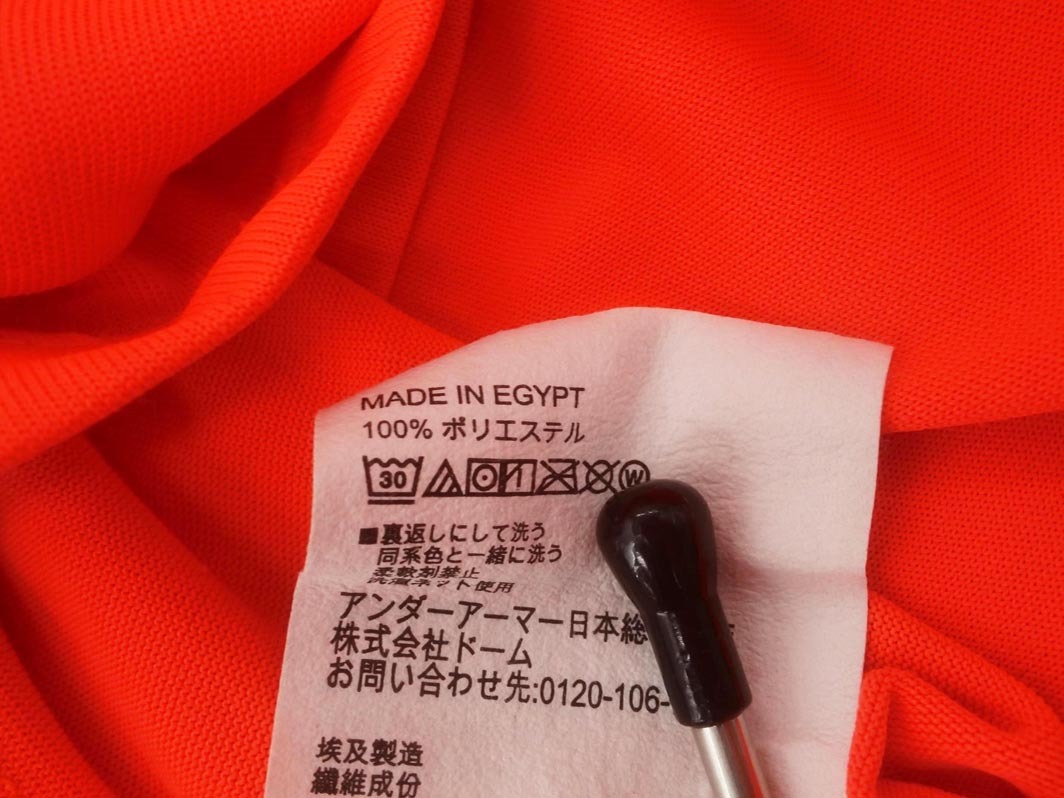 MADE IN EGYPT
100% ポリエステル
30 W
■裏返しにして洗う
同系色と一緒に洗う
柔軟剤禁止
洗濯ネット使用
アンダーアーマー日本総
株式会社ドーム
お問い合わせ先:0120-106-
埃及製造
纖維成份